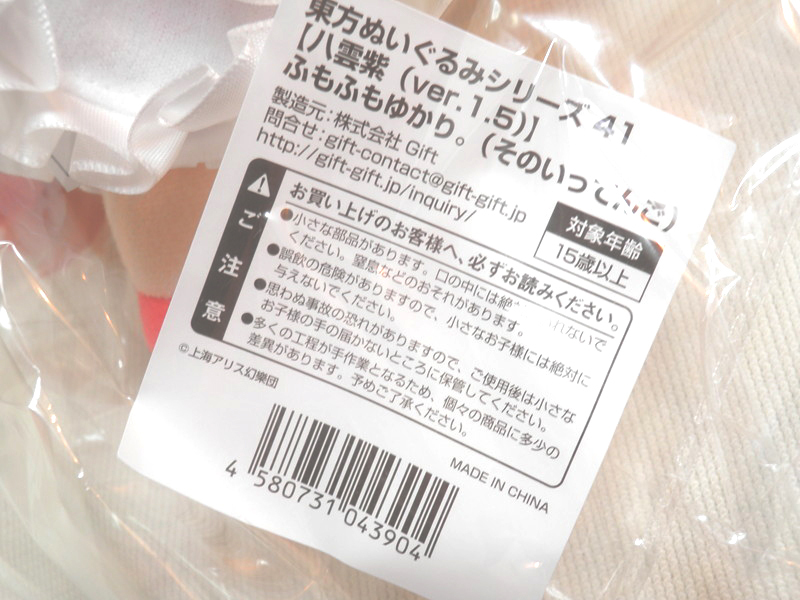 東方ぬいぐるみシリーズ 41
【八雲紫 (ver.1.5)】
ふもふもゆかり。(そのいってんご)
製造元:株式会社 Gift
問合せ:gift-contact@gift-gift.jp
http://gift-gift.jp/inquiry/
対象年齢
15歳以上
ご注意
お買い上げのお客様へ、必ずお読みください。
●小さな部品があります。口の中には絶 れないで
ください。窒息などのおそれがあります。
●誤飲の危険がありますので、小さなお子様には絶対に
与えないでください。
●思わぬ事故の恐れがありますので、ご使用後は小さな
お子様の手の届かないところに保管してください。
●多くの工程が手作業となるため、個々の商品に多少の
差異があります。予めご了承ください。
©上海アリス幻樂団
MADE IN CHINA
4 580731 043904